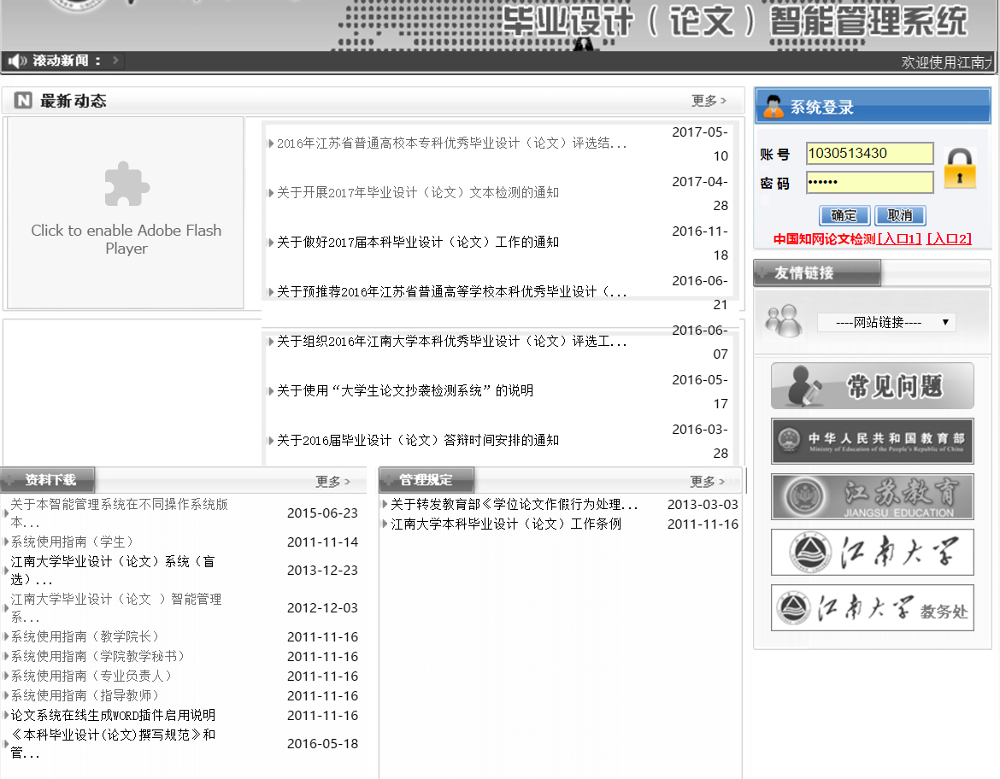 毕业设计（论文）智能管理系统
滚动新闻：
欢迎使用江南大
最新动态
更多 >
Click to enable Adobe Flash
Player
2016年江苏省普通高校本专科优秀毕业设计（论文）评选结...
2017-05-
10
关于开展2017年毕业设计（论文）文本检测的通知
2017-04-
28
关于做好2017届本科毕业设计（论文）工作的通知
2016-11-
18
关于预推荐2016年江苏省普通高等学校本科优秀毕业设计（...
2016-06-
21
关于组织2016年江南大学本科优秀毕业设计（论文）评选工...
2016-06-
07
关于使用“大学生论文抄袭检测系统”的说明
2016-05-
17
关于2016届毕业设计（论文）答辩时间安排的通知
2016-03-
28
系统登录
账 号
1030513430
密 码
••••••
确定
取消
中国知网论文检测[入口1] [入口2]
友情链接
----网站链接----
常见问题
中华人民共和国教育部
Ministry of Education of the People's Republic of China
江苏教育
JIANGSU EDUCATION
江南大学
江南大学 教务处
资料下载
更多 >
关于本智能管理系统在不同操作系统版
本...
2015-06-23
系统使用指南（学生）
2011-11-14
江南大学毕业设计（论文）系统（盲
选）...
2013-12-23
江南大学毕业设计（论文 ）智能管理
系...
2012-12-03
系统使用指南（教学院长）
2011-11-16
系统使用指南（学院教学秘书）
2011-11-16
系统使用指南（专业负责人）
2011-11-16
系统使用指南（指导教师）
2011-11-16
论文系统在线生成WORD插件启用说明
2011-11-16
《本科毕业设计(论文)撰写规范》和
管...
2016-05-18
管理规定
更多 >
关于转发教育部《学位论文作假行为处理...
2013-03-03
江南大学本科毕业设计（论文）工作条例
2011-11-16